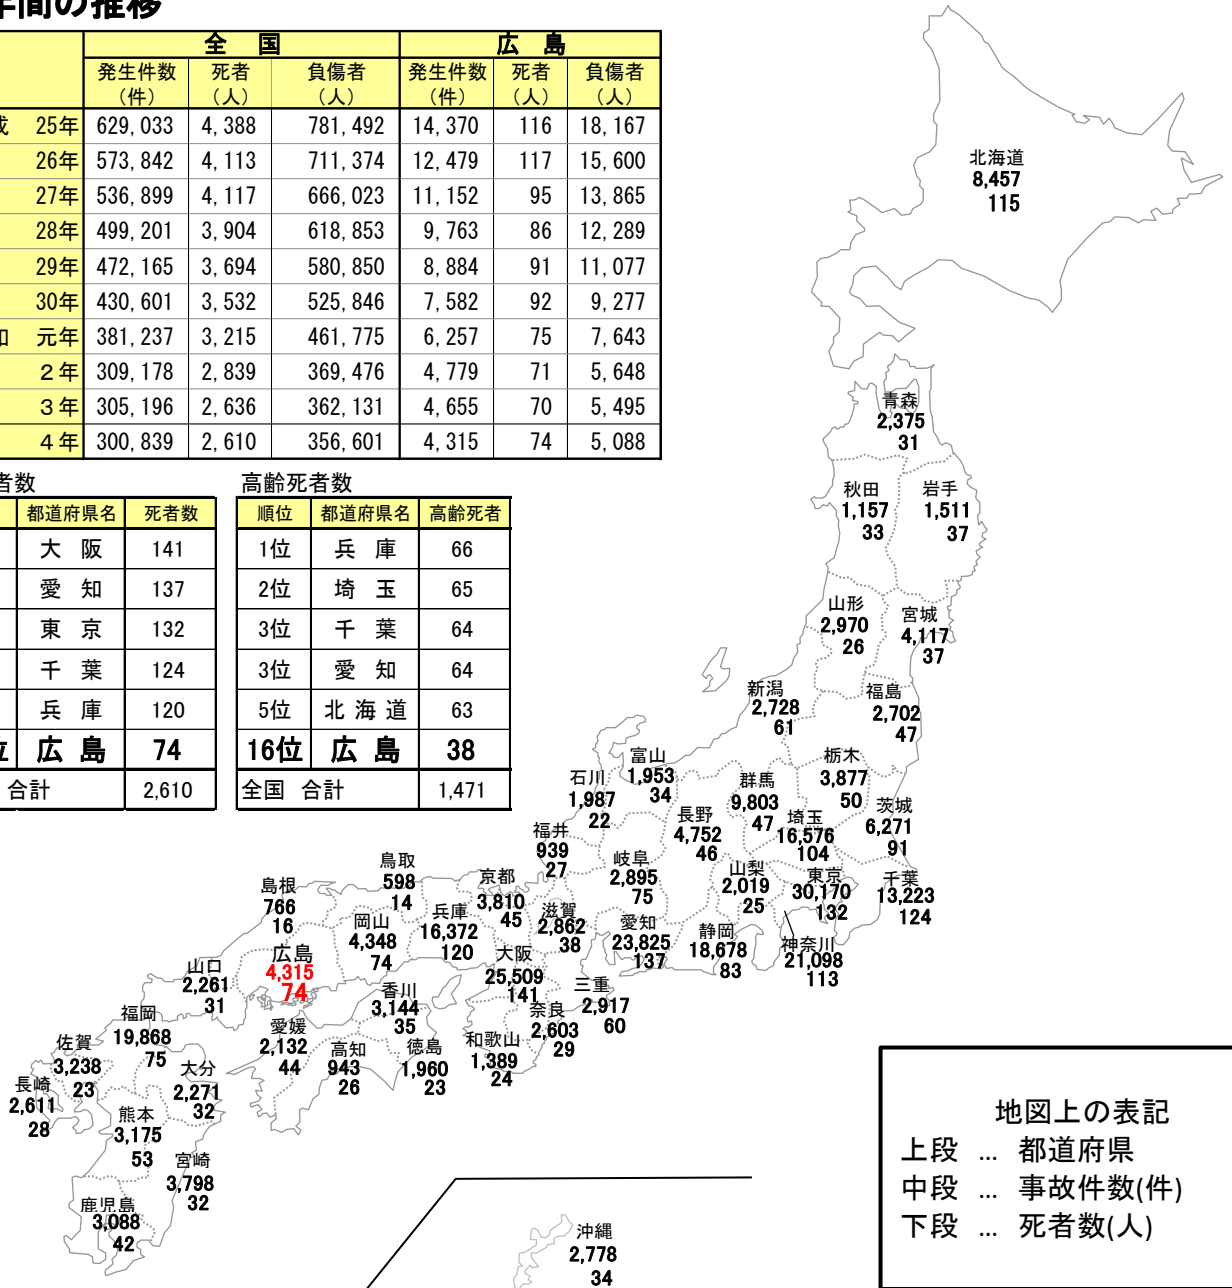 年間の推移
全国 広島
発生件数(件) 死者(人) 負傷者(人) 発生件数(件) 死者(人) 負傷者(人)
成 25年 629,033 4,388 781,492 14,370 116 18,167
26年 573,842 4,113 711,374 12,479 117 15,600
27年 536,899 4,117 666,023 11,152 95 13,865
28年 499,201 3,904 618,853 9,763 86 12,289
29年 472,165 3,694 580,850 8,884 91 11,077
30年 430,601 3,532 525,846 7,582 92 9,277
和 元年 381,237 3,215 461,775 6,257 75 7,643
2年 309,178 2,839 369,476 4,779 71 5,648
3年 305,196 2,636 362,131 4,655 70 5,495
4年 300,839 2,610 356,601 4,315 74 5,088
者数
都道府県名 死者数
大阪 141
愛知 137
東京 132
千葉 124
兵庫 120
位 広島 74
合計 2,610
高齢死者数
順位 都道府県名 高齢死者
1位 兵庫 66
2位 埼玉 65
3位 千葉 64
3位 愛知 64
5位 北海道 63
16位 広島 38
全国 合計 1,471
北海道
8,457
115
青森
2,375
31
秋田
1,157
33
岩手
1,511
37
山形
2,970
26
宮城
4,117
37
新潟
2,728
61
福島
2,702
47
富山
1,953
34
石川
1,987
22
群馬
9,803
47
栃木
3,877
50
茨城
6,271
91
長野
4,752
46
埼玉
16,576
104
福井
939
27
岐阜
2,895
75
山梨
2,019
25
東京
30,170
132
千葉
13,223
124
鳥取
598
14
島根
766
16
京都
3,810
45
岡山
4,348
74
兵庫
16,372
120
滋賀
2,862
38
愛知
23,825
137
静岡
18,678
83
神奈川
21,098
113
広島
4,315
74
山口
2,261
31
大阪
25,509
141
三重
2,917
60
香川
3,144
35
奈良
2,603
29
福岡
19,868
75
愛媛
2,132
44
高知
943
26
徳島
1,960
23
和歌山
1,389
24
佐賀
3,238
23
大分
2,271
32
長崎
2,611
28
熊本
3,175
53
宮崎
3,798
32
鹿児島
3,088
42
沖縄
2,778
34
地図上の表記
上段 … 都道府県
中段 … 事故件数(件)
下段 … 死者数(人)